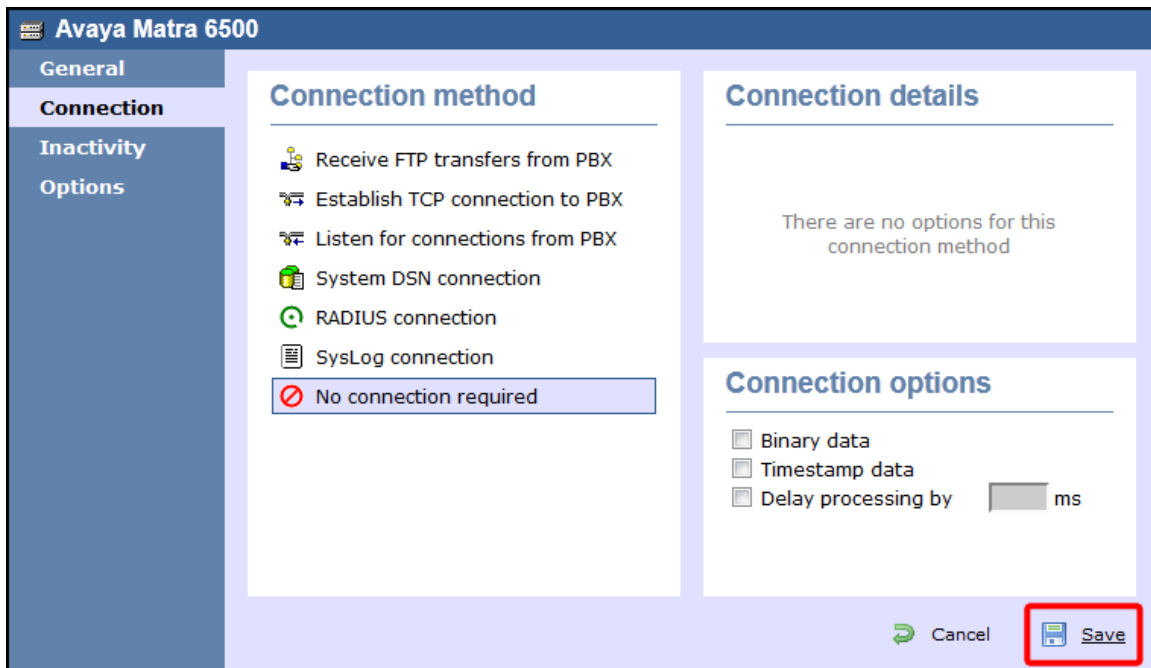 Avaya Matra 6500
General
Connection
Inactivity
Options
Connection method
Receive FTP transfers from PBX
Establish TCP connection to PBX
Listen for connections from PBX
System DSN connection
RADIUS connection
SysLog connection
No connection required
Connection details
There are no options for this
connection method
Connection options
Binary data
Timestamp data
Delay processing by ms
Cancel Save